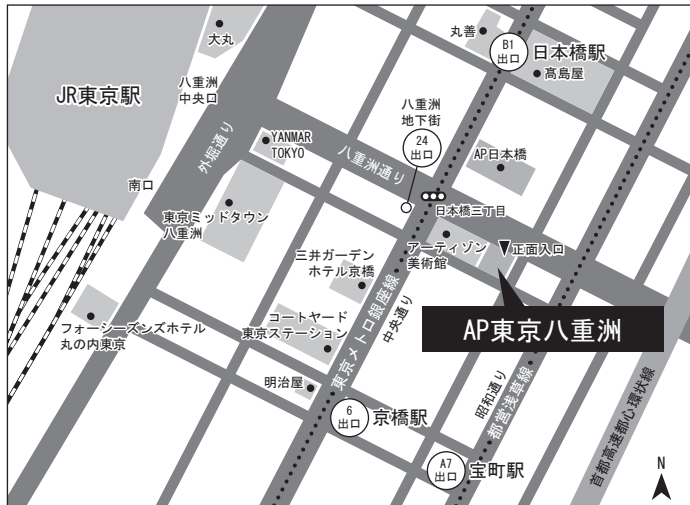 大丸
丸善
B1
出口
日本橋駅
髙島屋
JR東京駅
八重洲
中央口
八重洲
地下街
24
出口
YANMAR
TOKYO
外堀通り
八重洲通り
AP日本橋
南口
日本橋三丁目
東京ミッドタウン
八重洲
アーティゾン
美術館
正面入口
三井ガーデン
ホテル京橋
AP東京八重洲
フォーシーズンズホテル
丸の内東京
コートヤード
東京ステーション
東京メトロ銀座線
中央通り
明治屋
昭和通り
都営浅草線
首都高速都心環状線
6
出口
京橋駅
A7
出口
宝町駅
N